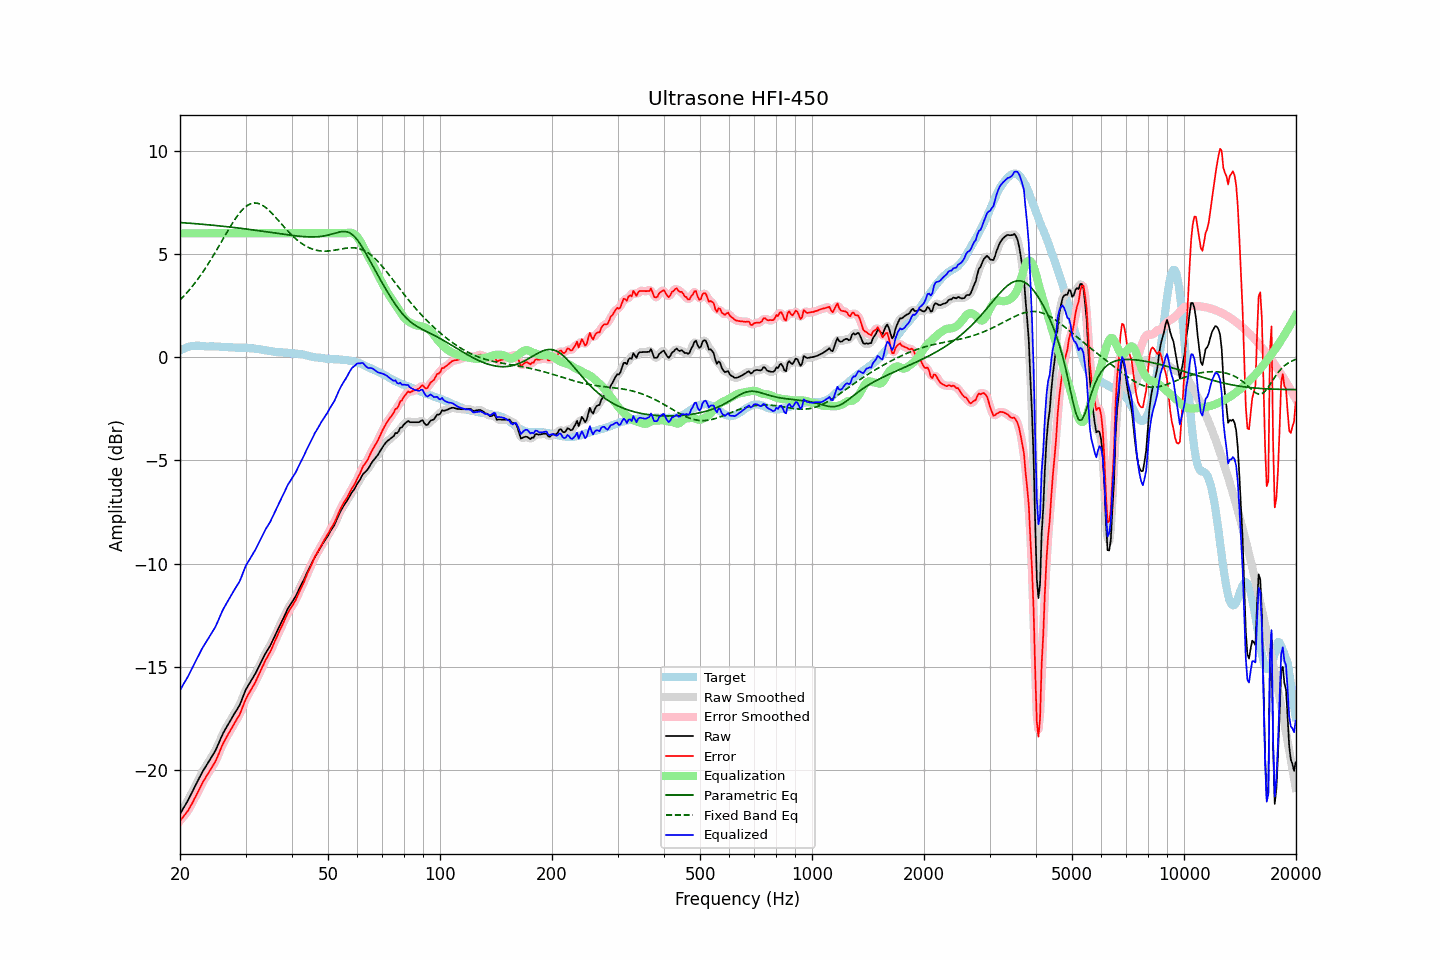 Ultrasone HFI-450
Amplitude (dBr)
10
5
0
−5
−10
−15
−20
Target
Raw Smoothed
Error Smoothed
Raw
Error
Equalization
Parametric Eq
Fixed Band Eq
Equalized
20 50 100 200 500 1000 2000 5000 10000 20000
Frequency (Hz)